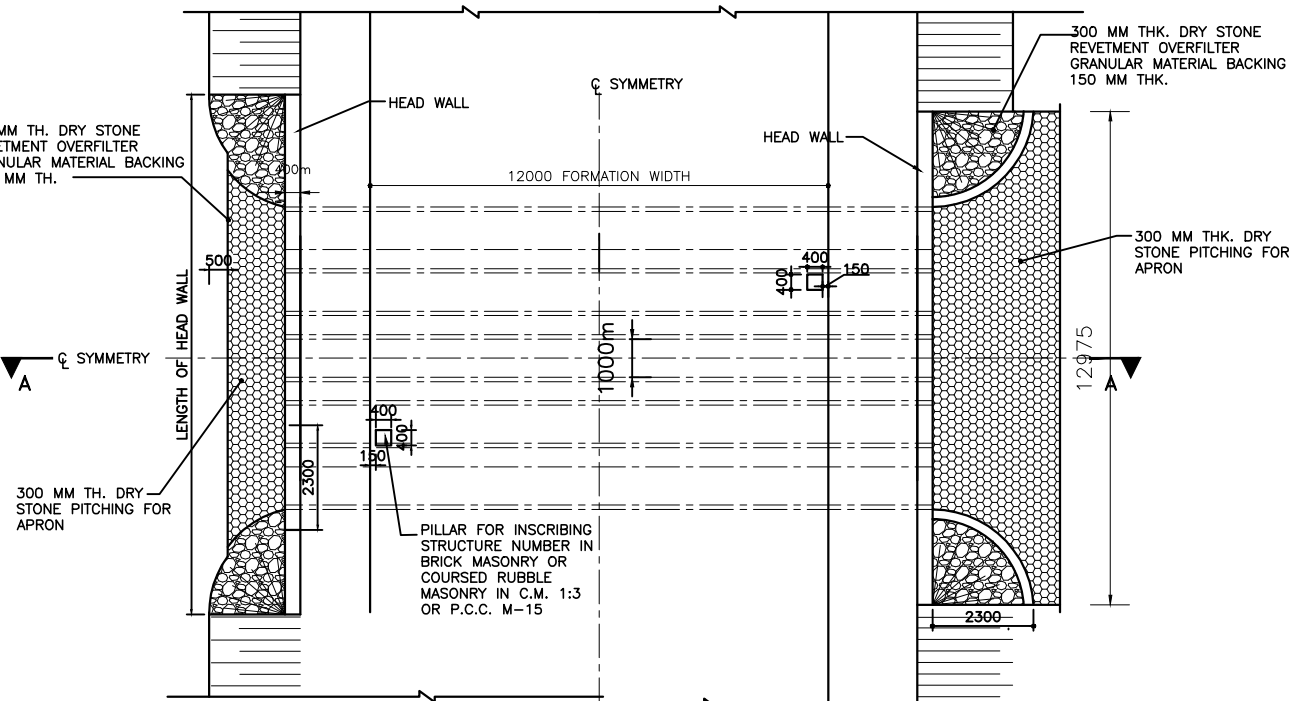 300 MM THK. DRY STONE
REVETMENT OVERFILTER
GRANULAR MATERIAL BACKING
150 MM THK.
℄ SYMMETRY
HEAD WALL
HEAD WALL
MM TH. DRY STONE
ETMENT OVERFILTER
NULAR MATERIAL BACKING
MM TH.
400m
12000 FORMATION WIDTH
300 MM THK. DRY
STONE PITCHING FOR
APRON
500
400
400
150
LENGTH OF HEAD WALL
1000m
12975
℄ SYMMETRY
A
A
400
400
150
2300
300 MM TH. DRY
STONE PITCHING FOR
APRON
PILLAR FOR INSCRIBING
STRUCTURE NUMBER IN
BRICK MASONRY OR
COURSED RUBBLE
MASONRY IN C.M. 1:3
OR P.C.C. M-15
2300